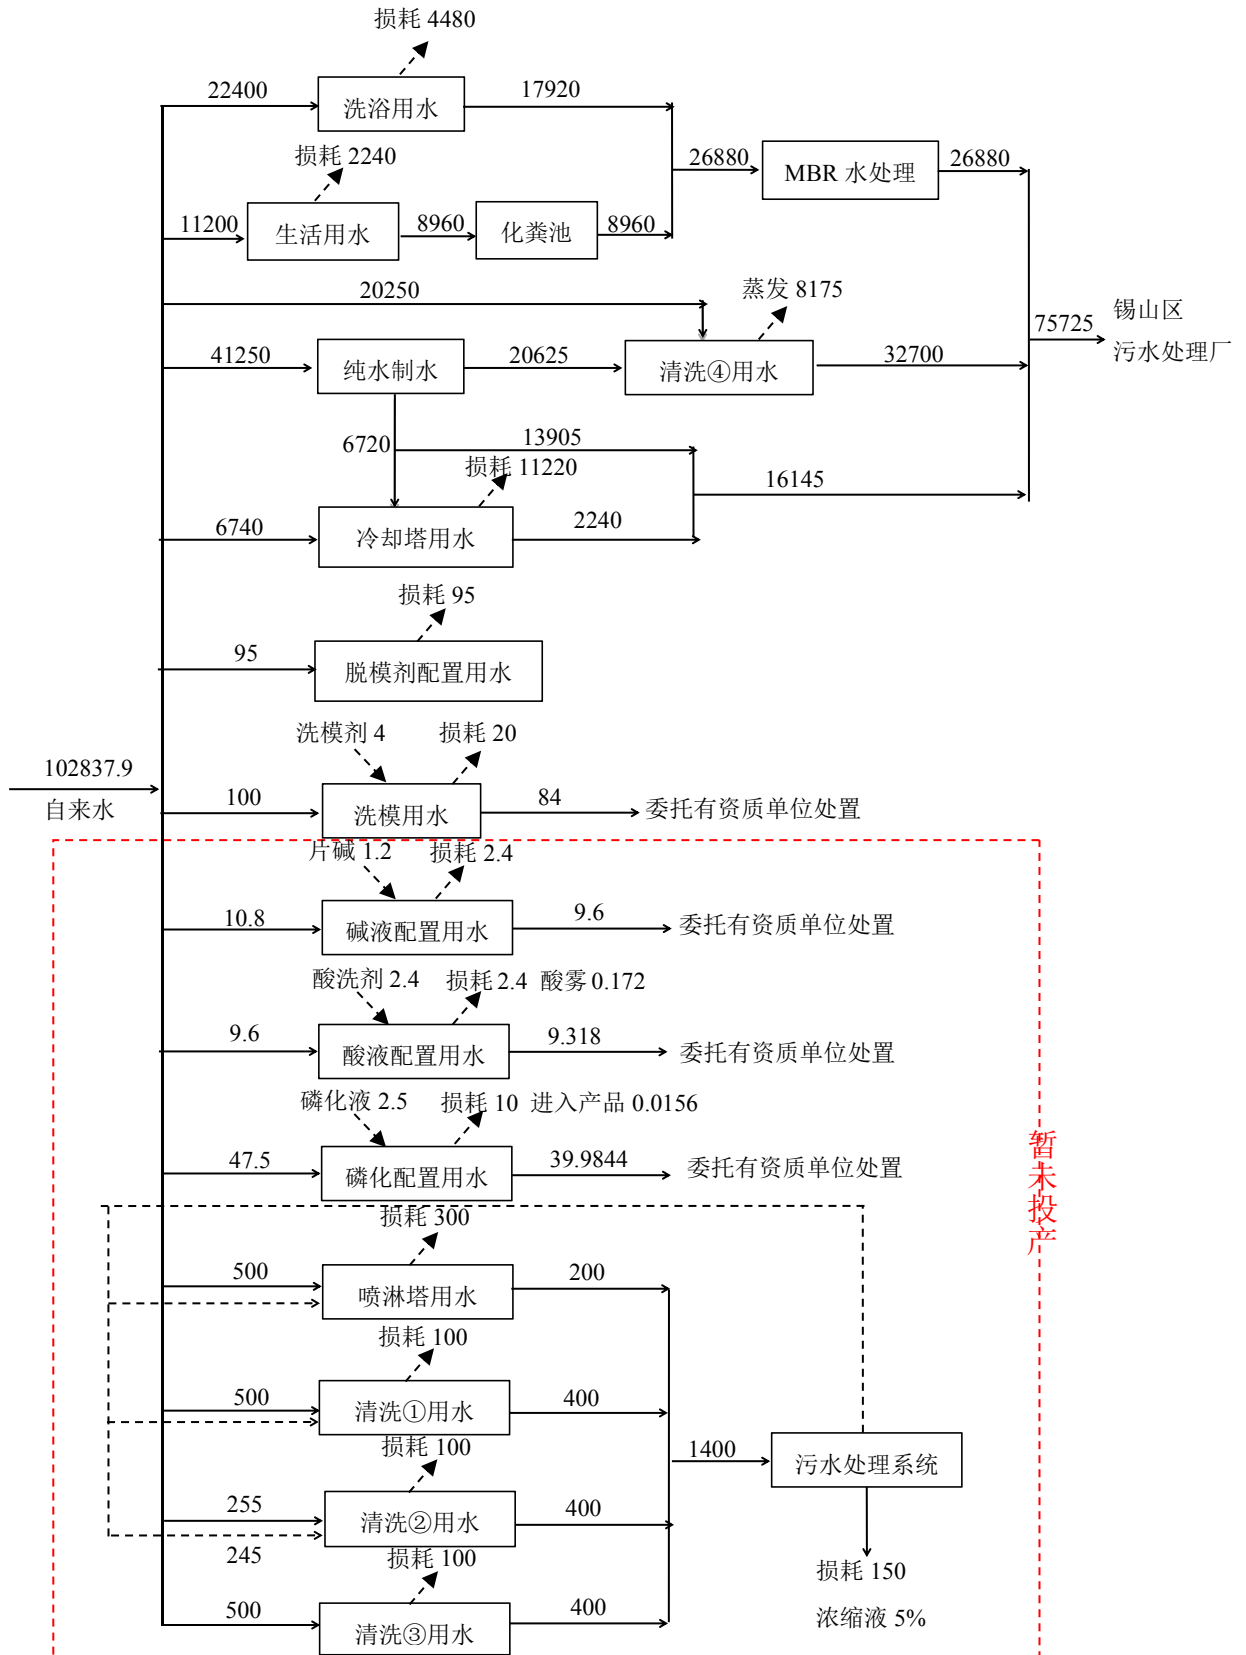 损耗 4480
22400
洗浴用水
17920
损耗 2240
26880
MBR 水处理
26880
11200
生活用水
8960
化粪池
8960
20250
蒸发 8175
锡山区
污水处理厂
75725
41250
纯水制水
20625
清洗④用水
32700
6720
13905
损耗 11220
16145
6740
冷却塔用水
2240
损耗 95
95
脱模剂配置用水
洗模剂 4
损耗 20
102837.9
自来水
100
洗模用水
84
委托有资质单位处置
片碱 1.2
损耗 2.4
10.8
碱液配置用水
9.6
委托有资质单位处置
酸洗剂 2.4
损耗 2.4 酸雾 0.172
9.6
酸液配置用水
9.318
委托有资质单位处置
磷化液 2.5
损耗 10 进入产品 0.0156
47.5
磷化配置用水
39.9844
委托有资质单位处置
暂未投产
损耗 300
500
喷淋塔用水
200
损耗 100
500
清洗①用水
400
损耗 100
1400
污水处理系统
255
清洗②用水
400
245
损耗 100
损耗 150
浓缩液 5%
500
清洗③用水
400